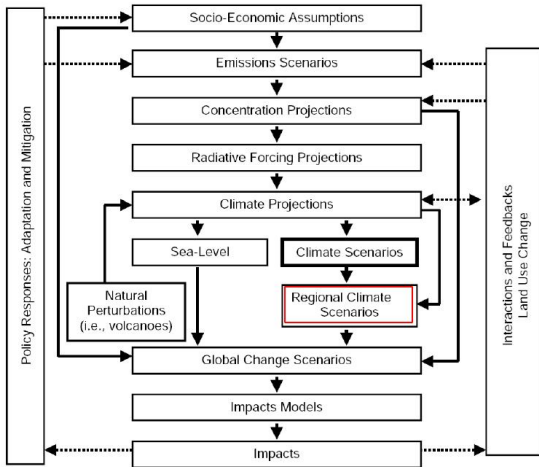 Socio-Economic Assumptions
Emissions Scenarios
Concentration Projections
Radiative Forcing Projections
Climate Projections
Sea-Level
Climate Scenarios
Natural
Perturbations
(i.e., volcanoes)
Regional Climate
Scenarios
Global Change Scenarios
Impacts Models
Impacts
Policy Responses: Adaptation and Mitigation
Interactions and Feedbacks
Land Use Change